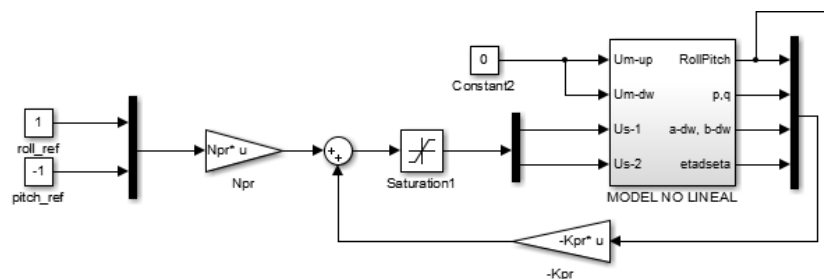 0
Constant2
Um-up
RollPitch
Um-dw
p,q
Us-1
a-dw, b-dw
Us-2
etadseta
MODEL NO LINEAL
1
roll_ref
-1
pitch_ref
Npr* u
Npr
++
Saturation1
-Kpr* u
-Kpr